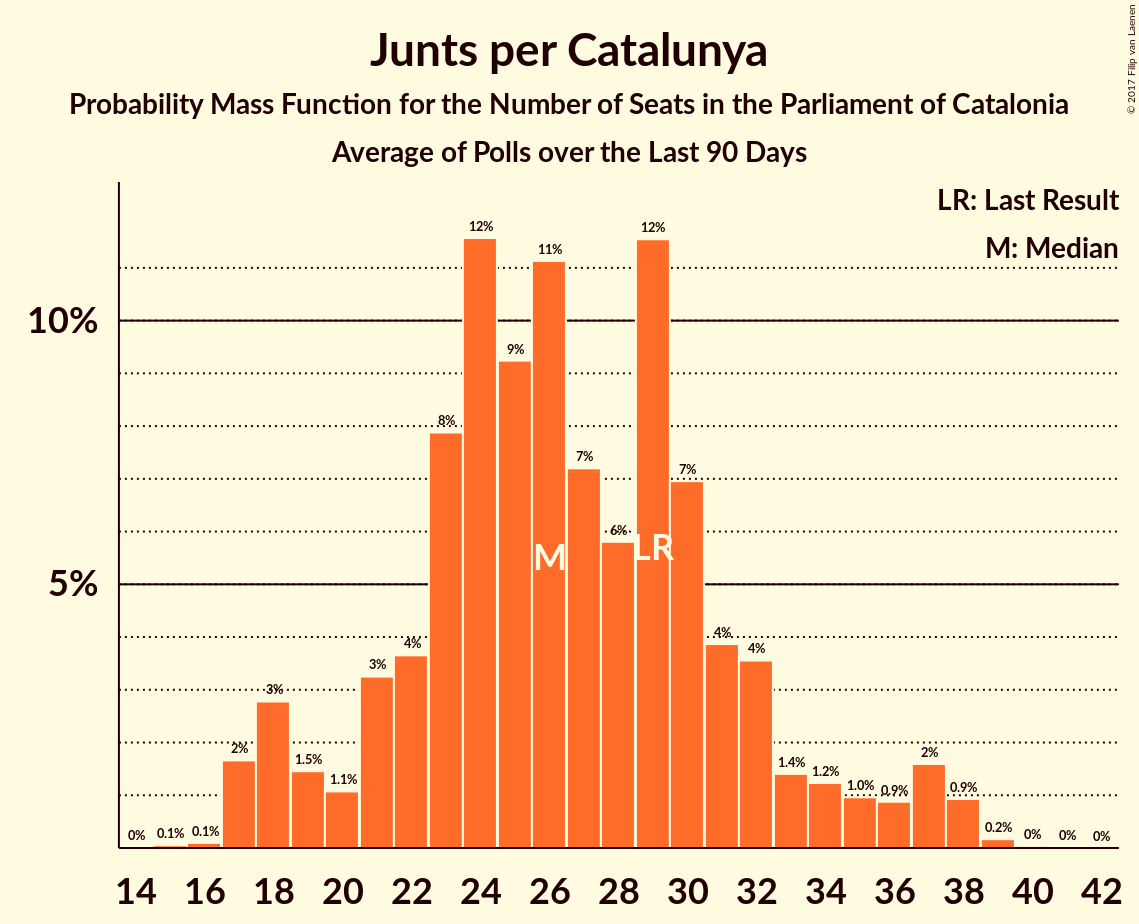 Junts per Catalunya
Probability Mass Function for the Number of Seats in the Parliament of Catalonia
Average of Polls over the Last 90 Days
© 2017 Filip van Laenen
LR: Last Result
M: Median
10%
5%
0% 0.1% 0.1% 2% 3% 1.5% 1.1% 3% 4% 8% 12% 9% 11% 7% 6% 12% 7% 4% 4% 1.4% 1.2% 1.0% 0.9% 2% 0.9% 0.2% 0% 0% 0%
M LR
14 16 18 20 22 24 26 28 30 32 34 36 38 40 42